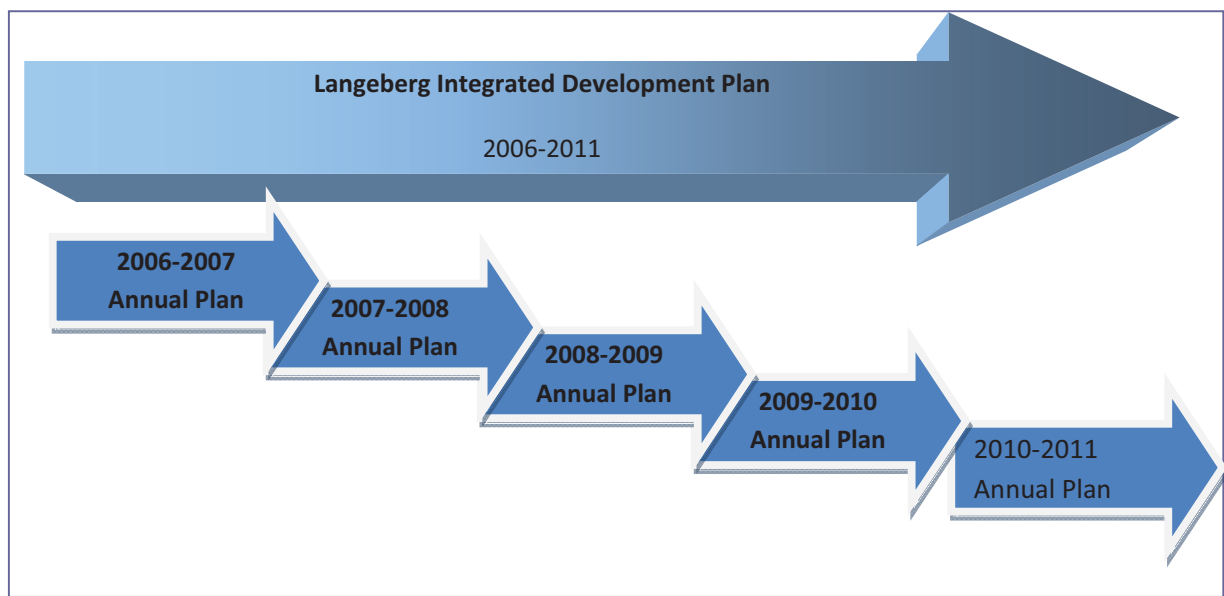 Langeberg Integrated Development Plan
2006-2011
2006-2007
Annual Plan
2007-2008
Annual Plan
2008-2009
Annual Plan
2009-2010
Annual Plan
2010-2011
Annual Plan